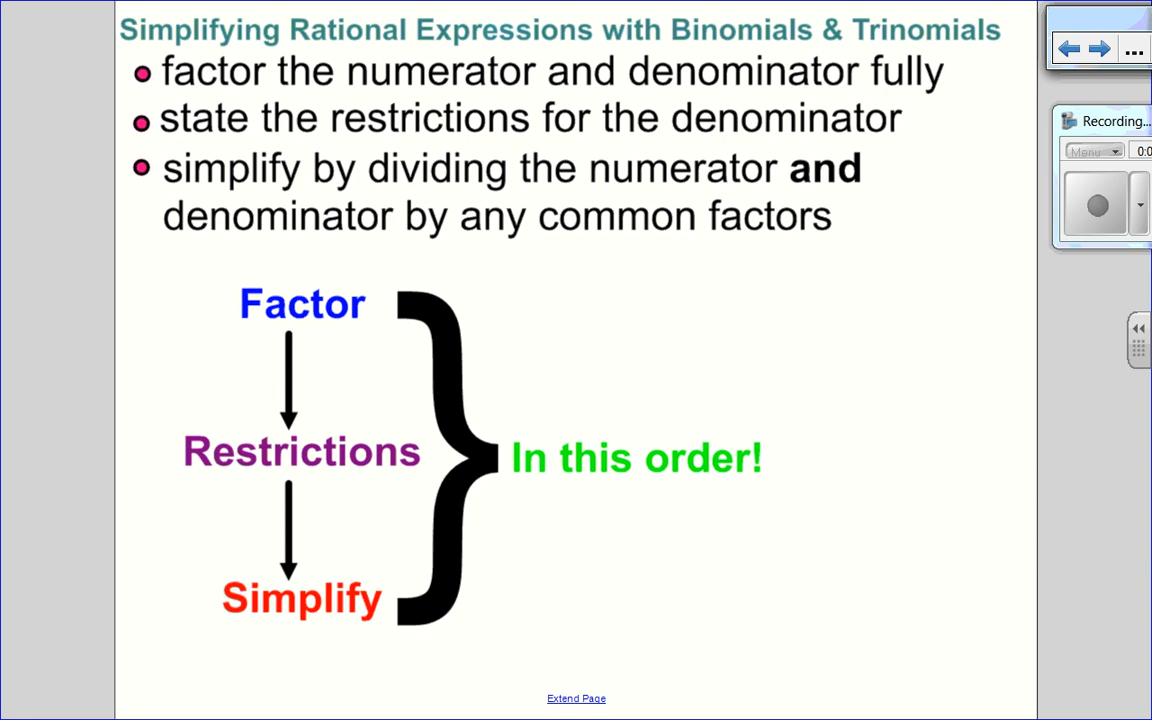 Simplifying Rational Expressions with Binomials & Trinomials
factor the numerator and denominator fully
state the restrictions for the denominator
simplify by dividing the numerator and
denominator by any common factors
Factor
Restrictions
In this order!
Simplify
Extend Page
...
Recording...
Menu
0:0